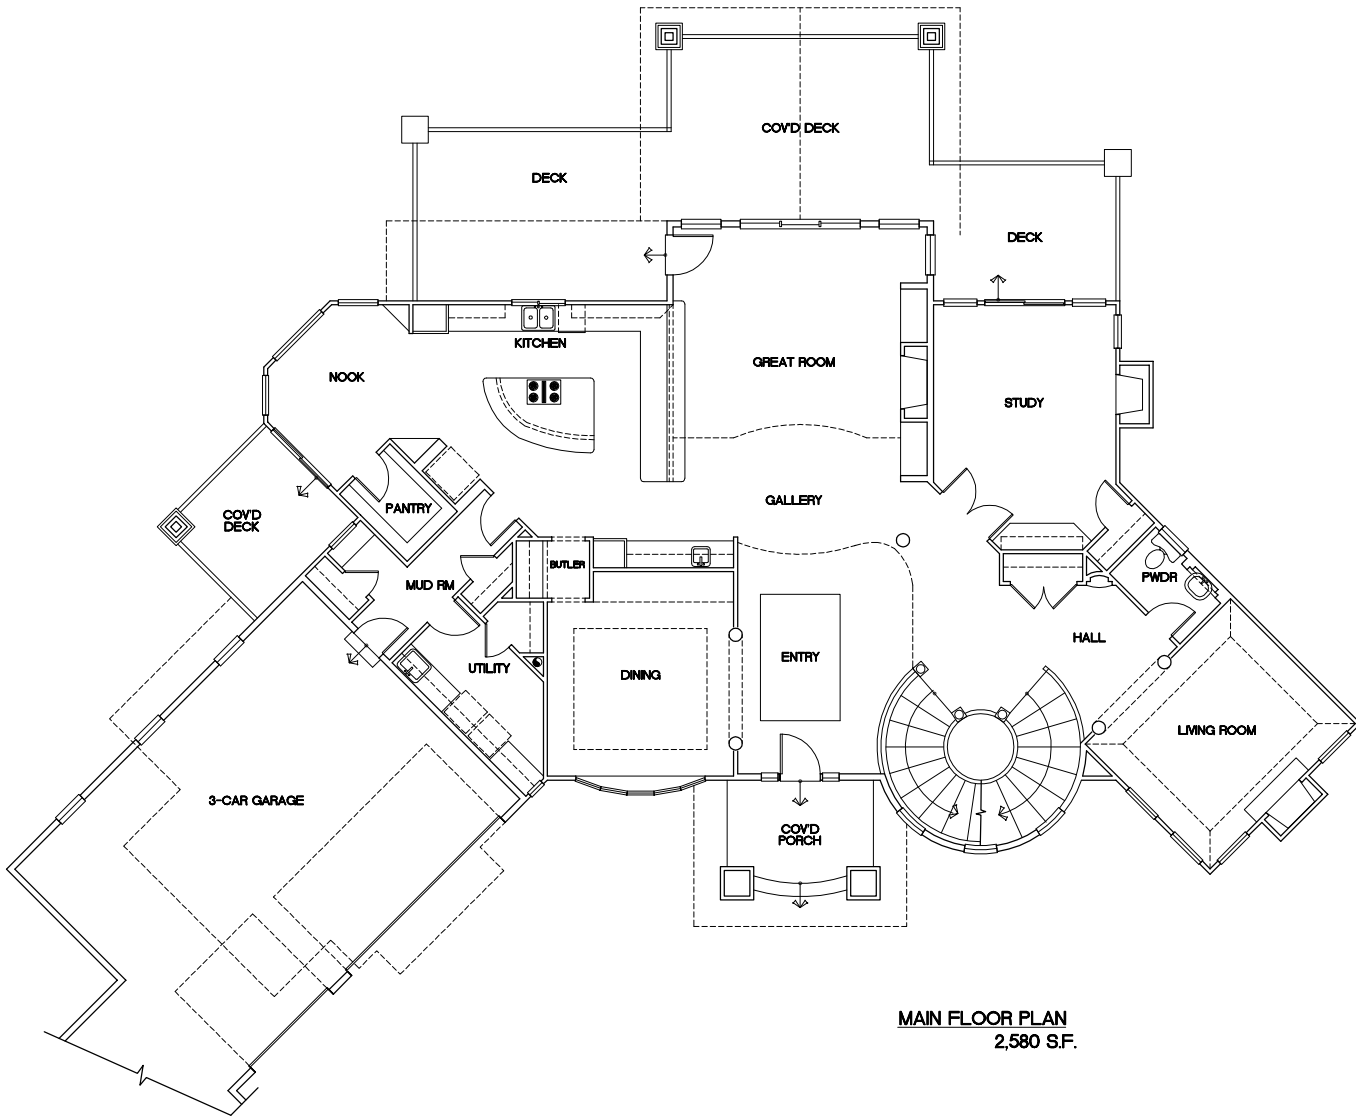 COV'D DECK
DECK
DECK
KITCHEN
GREAT ROOM
NOOK
STUDY
GALLERY
PANTRY
COV'D
DECK
BUTLER
PWDR
MUD RM
HALL
UTILITY
DINING
ENTRY
LIVING ROOM
3-CAR GARAGE
COV'D
PORCH
MAIN FLOOR PLAN
2,580 S.F.